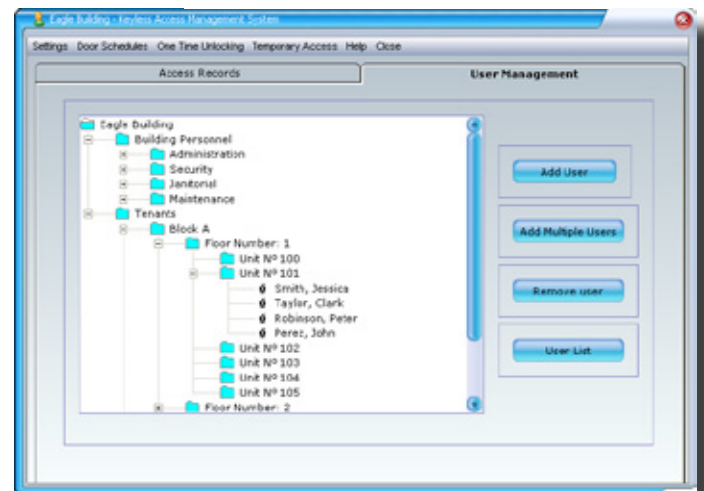 Eagle Building - Keyless Access Management System
Settings Door Schedules One Time Unlocking Temporary Access Help Close
Access Records User Management
Eagle Building
Building Personnel
Administration
Security
Janitorial
Maintenance
Tenants
Block A
Floor Number: 1
Unit Nº 100
Unit Nº 101
Smith, Jessica
Taylor, Clark
Robinson, Peter
Perez, John
Unit Nº 102
Unit Nº 103
Unit Nº 104
Unit Nº 105
Floor Number: 2
Add User
Add Multiple Users
Remove user
User List